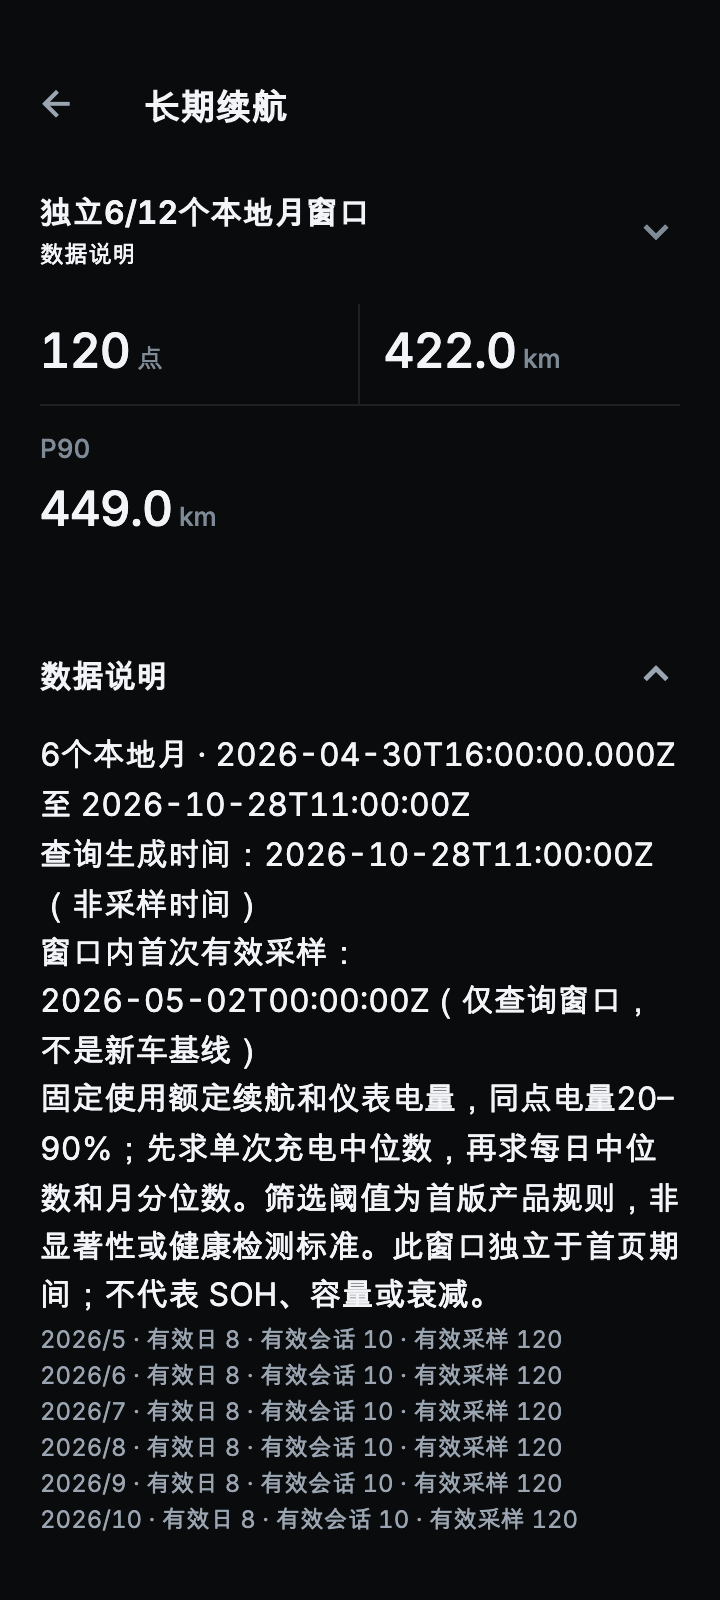 长期续航
独立6/12个本地月窗口
数据说明
120 点
422.0 km
P90
449.0 km
数据说明
6个本地月 · 2026-04-30T16:00:00.000Z
至 2026-10-28T11:00:00Z
查询生成时间：2026-10-28T11:00:00Z
（非采样时间）
窗口内首次有效采样：
2026-05-02T00:00:00Z（仅查询窗口，
不是新车基线）
固定使用额定续航和仪表电量，同点电量20–
90%；先求单次充电中位数，再求每日中位
数和月分位数。筛选阈值为首版产品规则，非
显著性或健康检测标准。此窗口独立于首页期
间；不代表 SOH、容量或衰减。
2026/5 · 有效日 8 · 有效会话 10 · 有效采样 120
2026/6 · 有效日 8 · 有效会话 10 · 有效采样 120
2026/7 · 有效日 8 · 有效会话 10 · 有效采样 120
2026/8 · 有效日 8 · 有效会话 10 · 有效采样 120
2026/9 · 有效日 8 · 有效会话 10 · 有效采样 120
2026/10 · 有效日 8 · 有效会话 10 · 有效采样 120